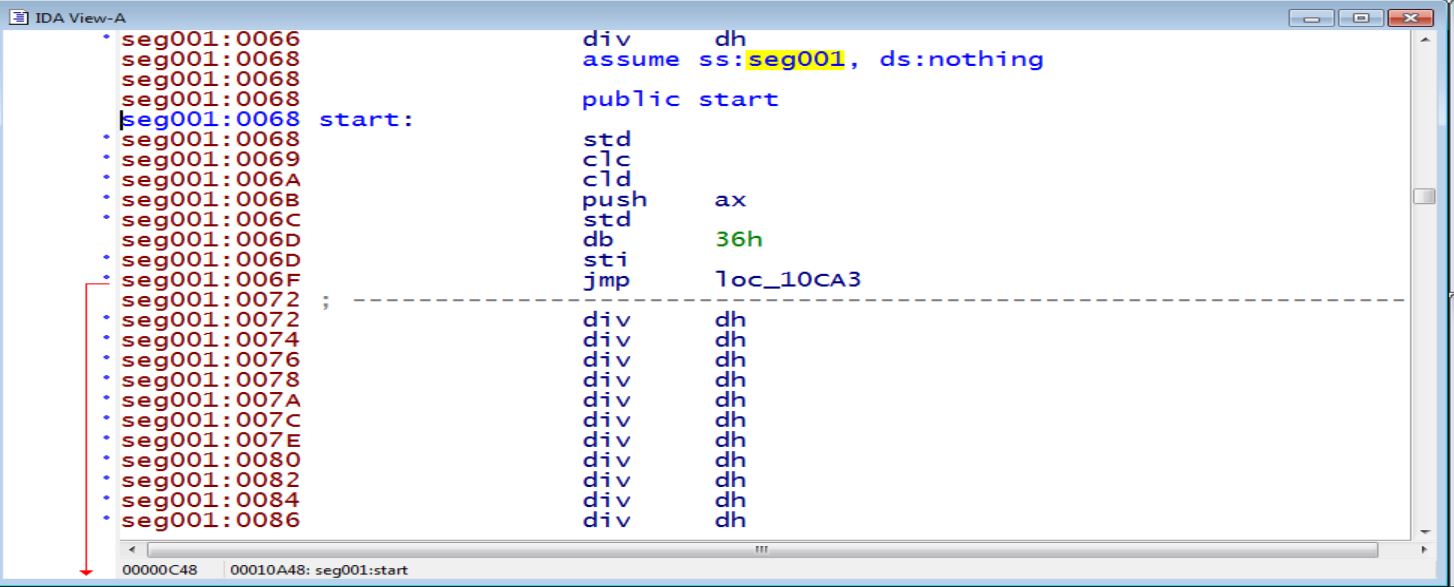 IDA View-A
seg001:0066 div dh
seg001:0068 assume ss:seg001, ds:nothing
seg001:0068
seg001:0068 public start
seg001:0068 start:
seg001:0068 std
seg001:0069 clc
seg001:006A cld
seg001:006B push ax
seg001:006C std
seg001:006D db 36h
seg001:006D sti
seg001:006F jmp loc_10CA3
seg001:0072 ; -----------------------------------------------------------------
seg001:0072 div dh
seg001:0074 div dh
seg001:0076 div dh
seg001:0078 div dh
seg001:007A div dh
seg001:007C div dh
seg001:007E div dh
seg001:0080 div dh
seg001:0082 div dh
seg001:0084 div dh
seg001:0086 div dh
00000C48 00010A48: seg001:start